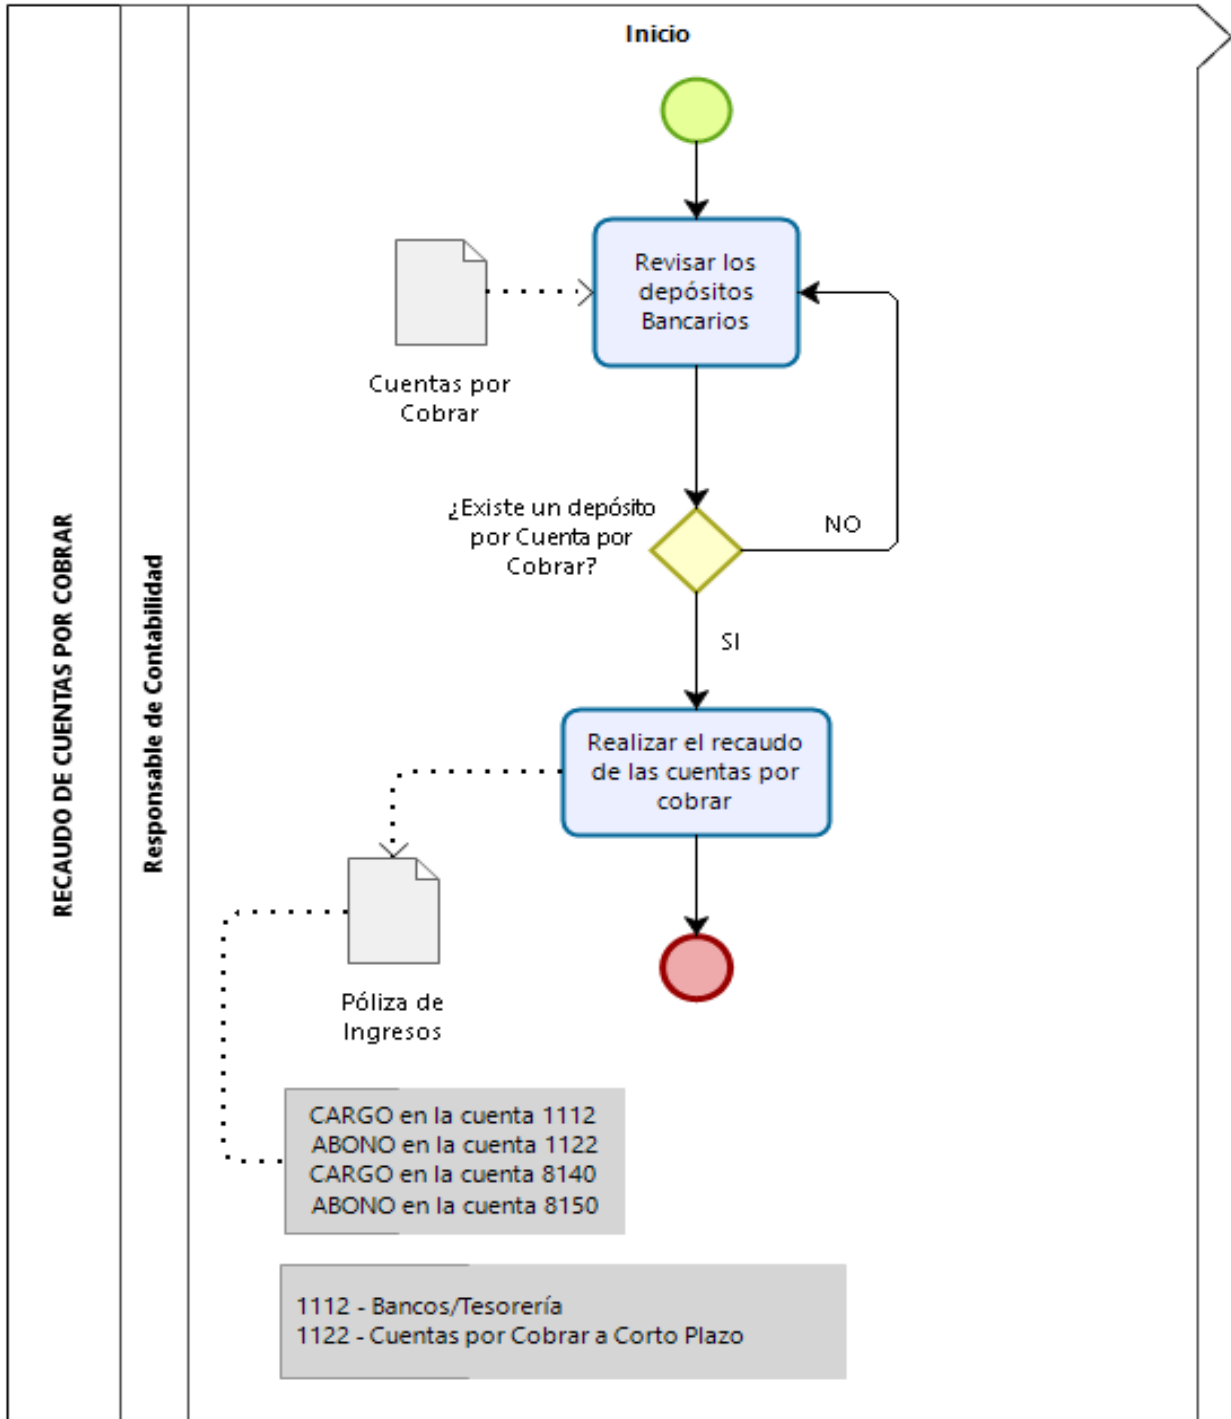 RECAUDO DE CUENTAS POR COBRAR
Responsable de Contabilidad
Inicio
Revisar los
depósitos
Bancarios
Cuentas por
Cobrar
¿Existe un depósito
por Cuenta por
Cobrar?
NO
SI
Realizar el recaudo
de las cuentas por
cobrar
Póliza de
Ingresos
CARGO en la cuenta 1112
ABONO en la cuenta 1122
CARGO en la cuenta 8140
ABONO en la cuenta 8150
1112 - Bancos/Tesorería
1122 - Cuentas por Cobrar a Corto Plazo